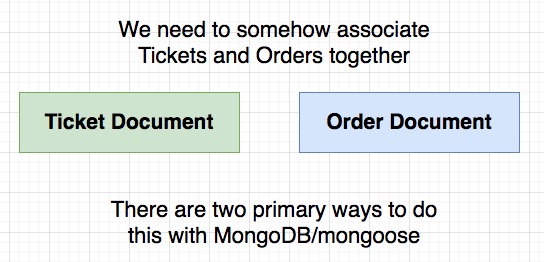 We need to somehow associate
Tickets and Orders together
Ticket Document
Order Document
There are two primary ways to do
this with MongoDB/mongoose